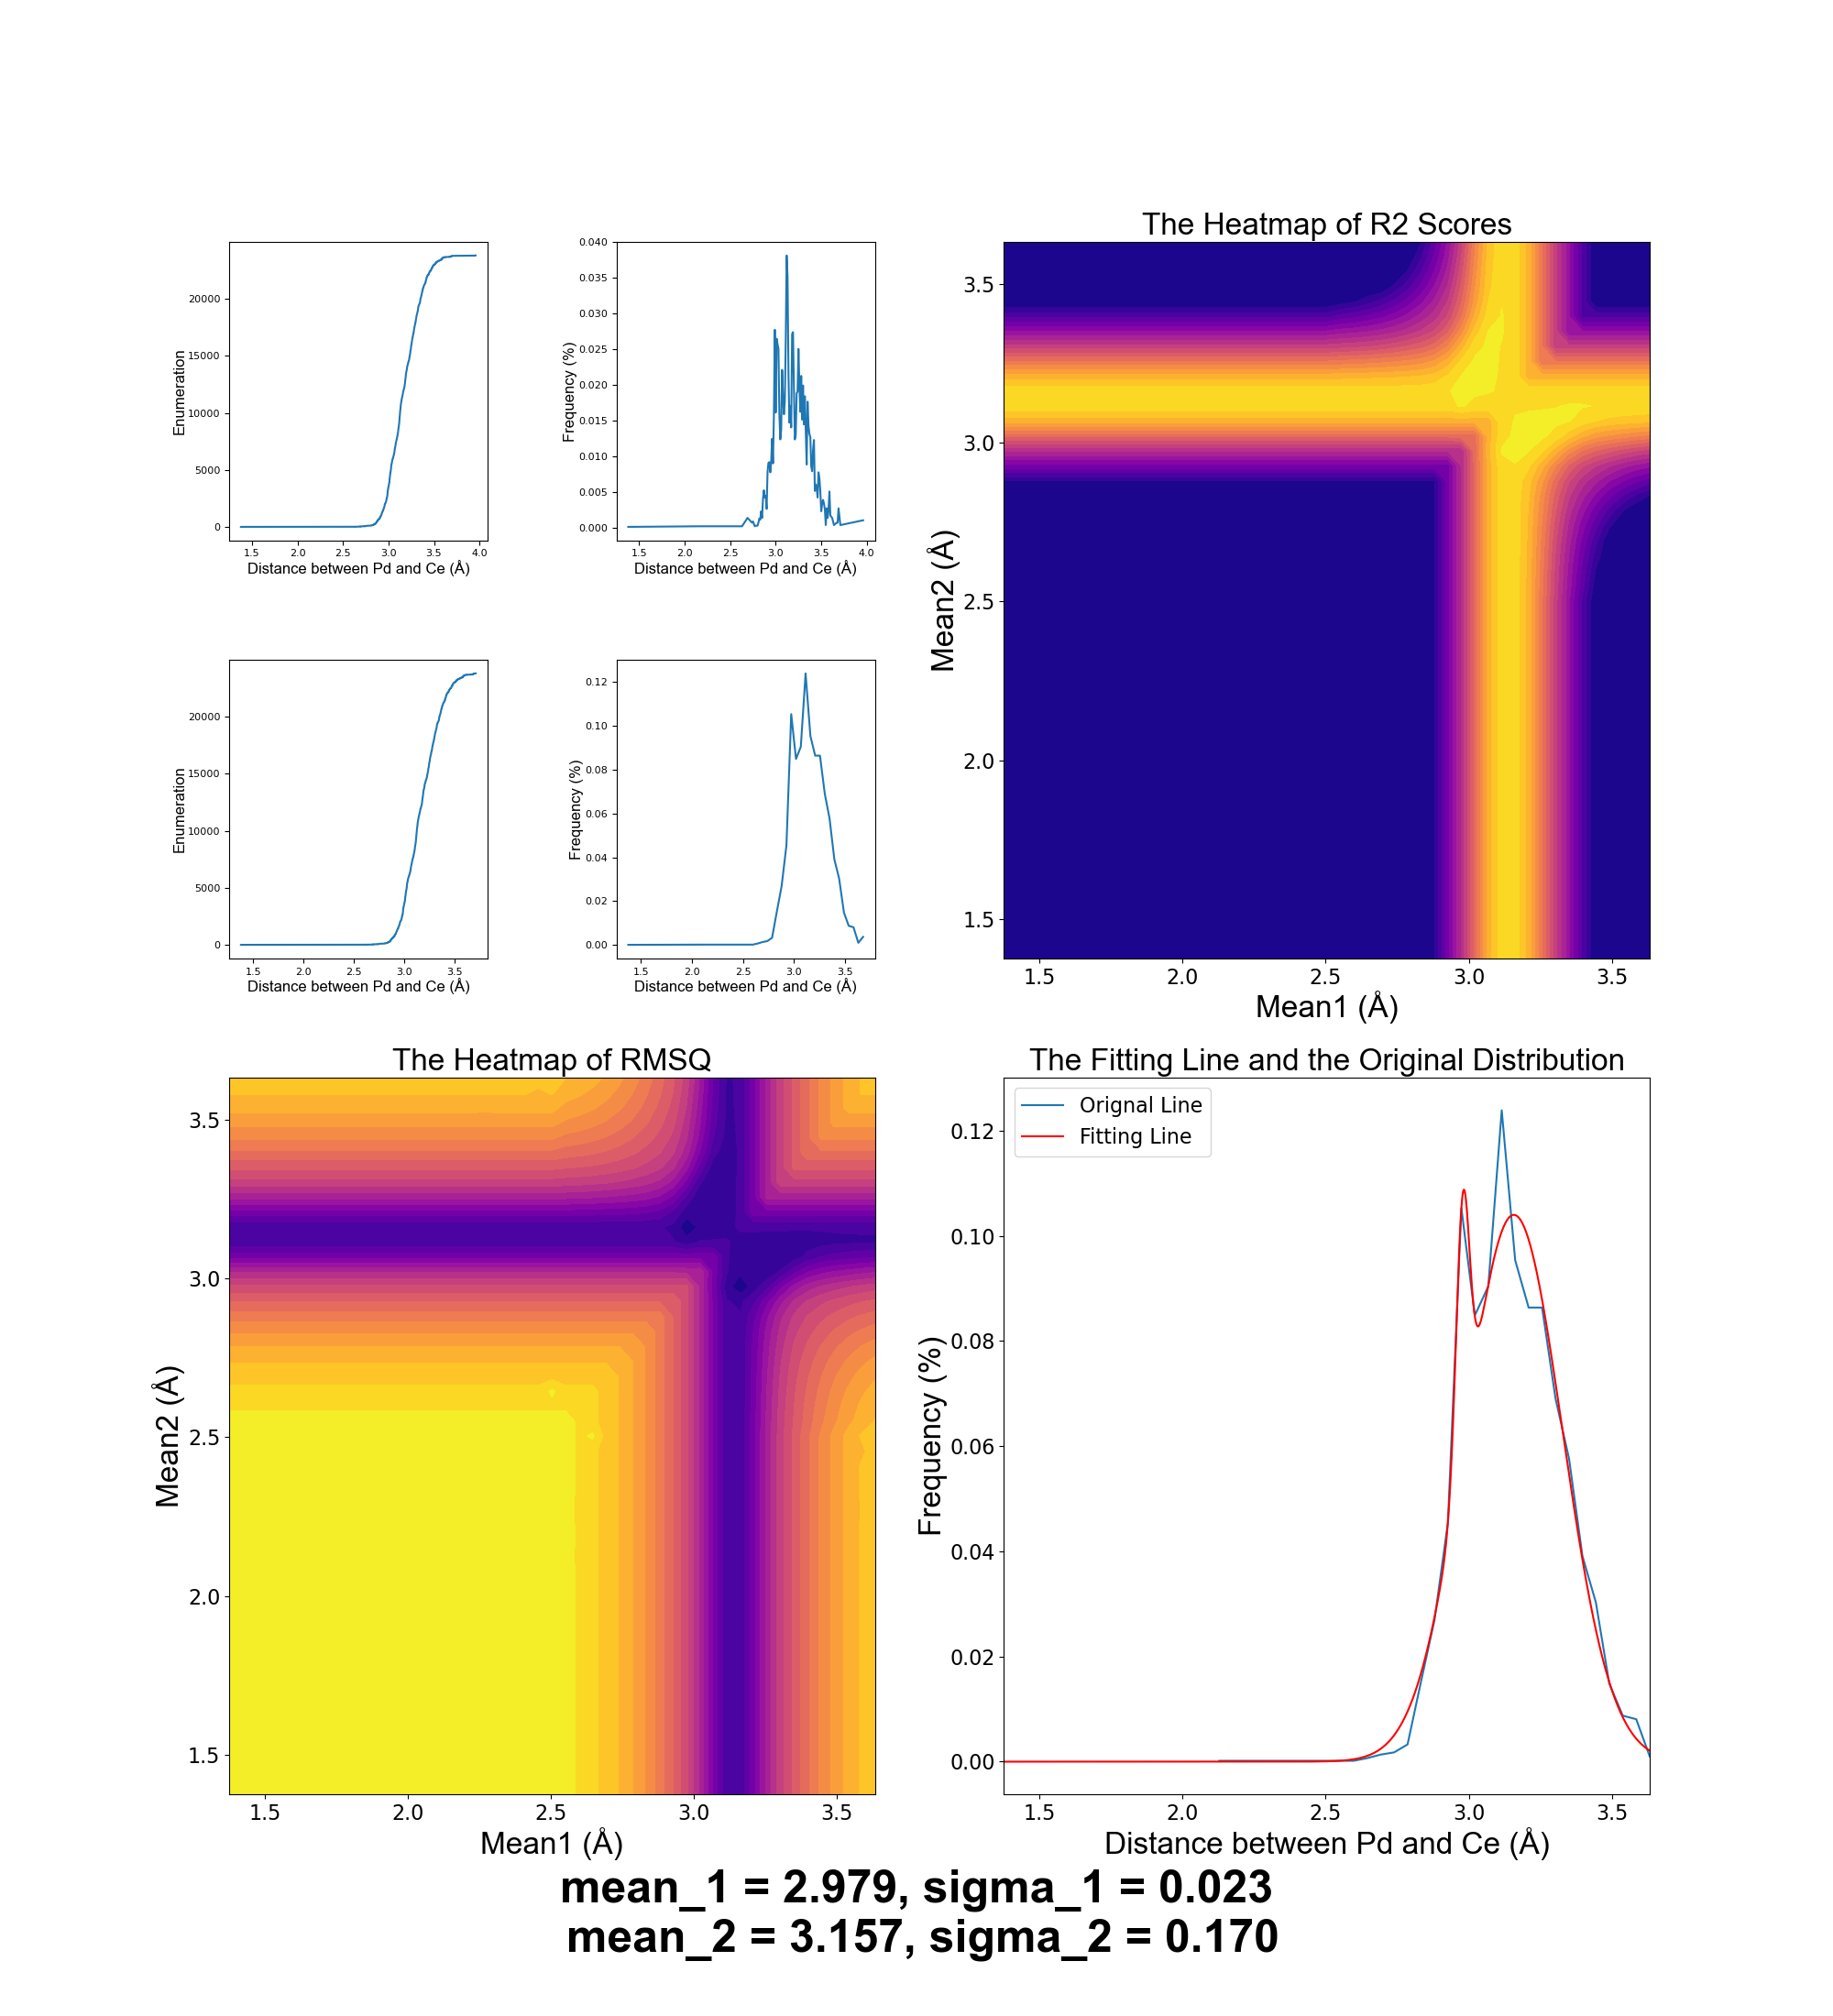 Enumeration
20000
15000
10000
5000
0
1.5 2.0 2.5 3.0 3.5 4.0
Distance between Pd and Ce (Å)
Frequency (%)
0.040
0.035
0.030
0.025
0.020
0.015
0.010
0.005
0.000
1.5 2.0 2.5 3.0 3.5 4.0
Distance between Pd and Ce (Å)
The Heatmap of R2 Scores
Mean2 (Å)
3.5
3.0
2.5
2.0
1.5
1.5 2.0 2.5 3.0 3.5
Mean1 (Å)
Enumeration
20000
15000
10000
5000
0
1.5 2.0 2.5 3.0 3.5
Distance between Pd and Ce (Å)
Frequency (%)
0.12
0.10
0.08
0.06
0.04
0.02
0.00
1.5 2.0 2.5 3.0 3.5
Distance between Pd and Ce (Å)
The Heatmap of RMSQ
Mean2 (Å)
3.5
3.0
2.5
2.0
1.5
1.5 2.0 2.5 3.0 3.5
Mean1 (Å)
The Fitting Line and the Original Distribution
Orignal Line
Fitting Line
Frequency (%)
0.12
0.10
0.08
0.06
0.04
0.02
0.00
1.5 2.0 2.5 3.0 3.5
Distance between Pd and Ce (Å)
mean_1 = 2.979, sigma_1 = 0.023
mean_2 = 3.157, sigma_2 = 0.170